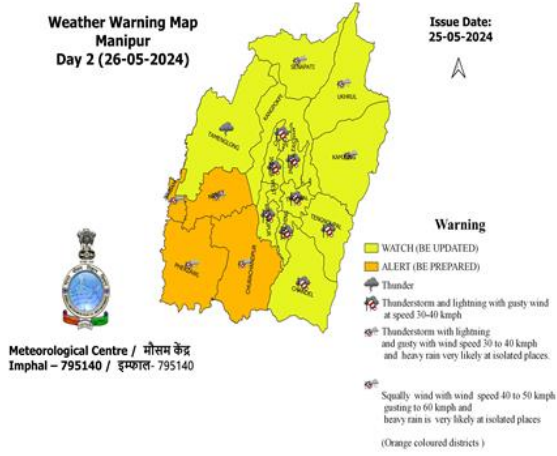 Weather Warning Map
Manipur
Day 2 (26-05-2024)
Issue Date:
25-05-2024
SENAPATI
UKHRUL
KANGPOKPI
TAMENGLONG
KAMJONG
TENGNOUPAL
PHERZAWL
CHURACHANDPUR
CHANDEL
Warning
WATCH (BE UPDATED)
ALERT (BE PREPARED)
Thunder
Thunderstorm and lightning with gusty wind
at speed 30-40 kmph
Thunderstorm with lightning
and gusty with wind speed 30 to 40 kmph
and heavy rain very likely at isolated places.
Squally wind with wind speed 40 to 50 kmph
gusting to 60 kmph and
heavy rain is very likely at isolated places
(Orange coloured districts )
Meteorological Centre / मौसम केंद्र
Imphal – 795140 / इम्फाल- 795140